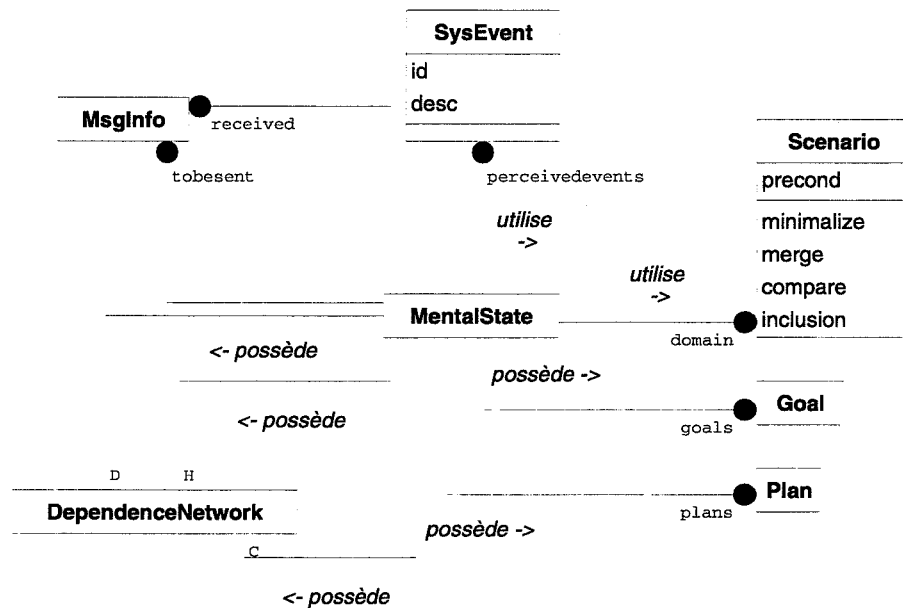 SysEvent
id
desc
MsgInfo
received
tobesent
perceivedevents
Scenario
precond
minimalize
merge
compare
inclusion
utilise
->
utilise
->
MentalState
domain
<- possède
possède ->
Goal
goals
<- possède
D H
DependenceNetwork
Plan
plans
possède ->
C
<- possède